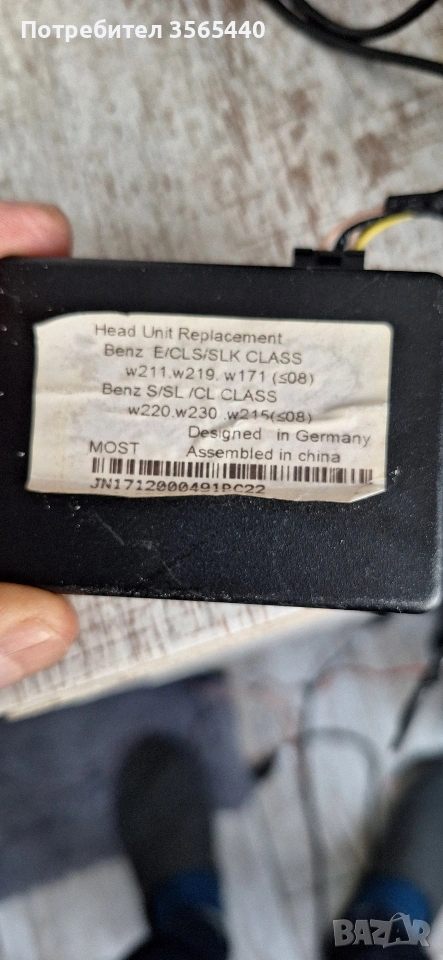 Потребител 3565440
Head Unit Replacement
Benz E/CLS/SLK CLASS
w211.w219. w171 (≤08)
Benz S/SL /CL CLASS
w220.w230 .w215(≤08)
Designed in Germany
MOST Assembled in china
JN1712000491PC22
BAZAR